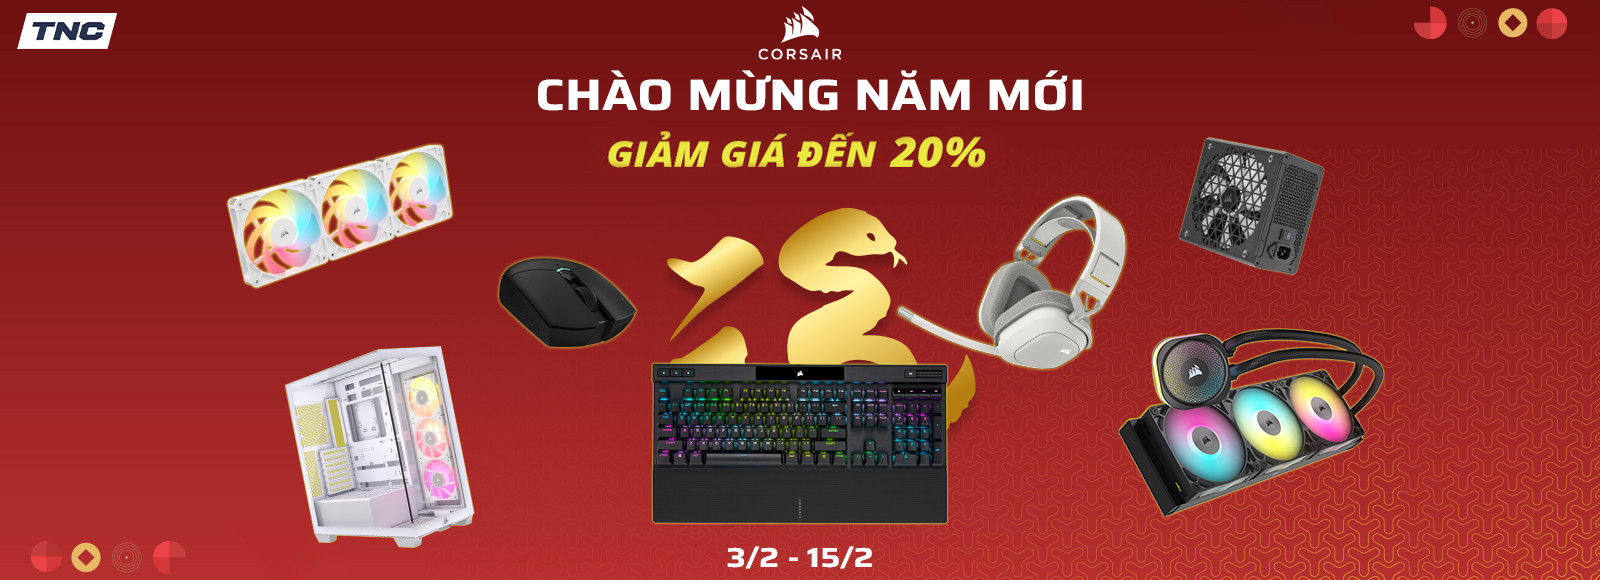 TNC
CORSAIR
CHÀO MỪNG NĂM MỚI
GIẢM GIÁ ĐẾN 20%
3/2 - 15/2